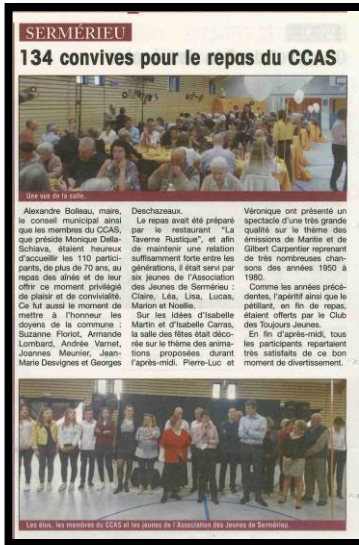 SERMÉRIEU
134 convives pour le repas du CCAS
Une vue de la salle.
Alexandre Bolleau, maire,
le conseil municipal ainsi
que les membres du CCAS,
que préside Monique Della-
Schiava, étaient heureux
d'accueillir les 110 partici-
pants, de plus de 70 ans, au
repas des aînés et de leur
offrir ce moment privilégié
de plaisir et de convivialité.
Ce fut aussi le moment de
mettre à l'honneur les
doyens de la commune :
Suzanne Floriot, Armande
Lombard, Andrée Varnet,
Joannes Meunier, Jean-
Marie Desvignes et Georges
Deschazeaux.
Le repas avait été préparé
par le restaurant "La
Taverne Rustique", et afin
de maintenir une relation
suffisamment forte entre les
générations, il était servi par
six jeunes de l'Association
des Jeunes de Sermérieu :
Claire, Léa, Lisa, Lucas,
Marion et Noellie.
Sur les idées d'Isabelle
Martin et d'Isabelle Carras,
la salle des fêtes était déco-
rée sur le thème des anima-
tions proposées durant
l'après-midi. Pierre-Luc et
Véronique ont présenté un
spectacle d'une très grande
qualité sur le thème des
émissions de Maritie et de
Gilbert Carpentier reprenant
de très nombreuses chan-
sons des années 1950 à
1980.
Comme les années précé-
dentes, l'apéritif ainsi que le
pétillant, en fin de repas,
étaient offerts par le Club
des Toujours Jeunes.
En fin d'après-midi, tous
les participants repartaient
très satisfaits de ce bon
moment de divertissement.
Les élus, les membres du CCAS et les jeunes de l'Association des Jeunes de Sermérieu.